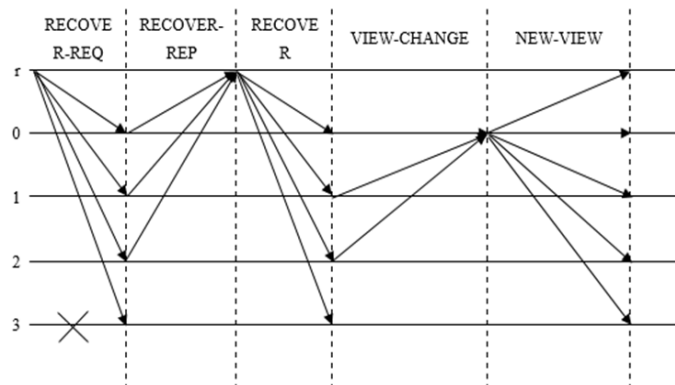 RECOVE
R-REQ
RECOVER-
REP
RECOVE
R
VIEW-CHANGE
NEW-VIEW
r
0
1
2
3